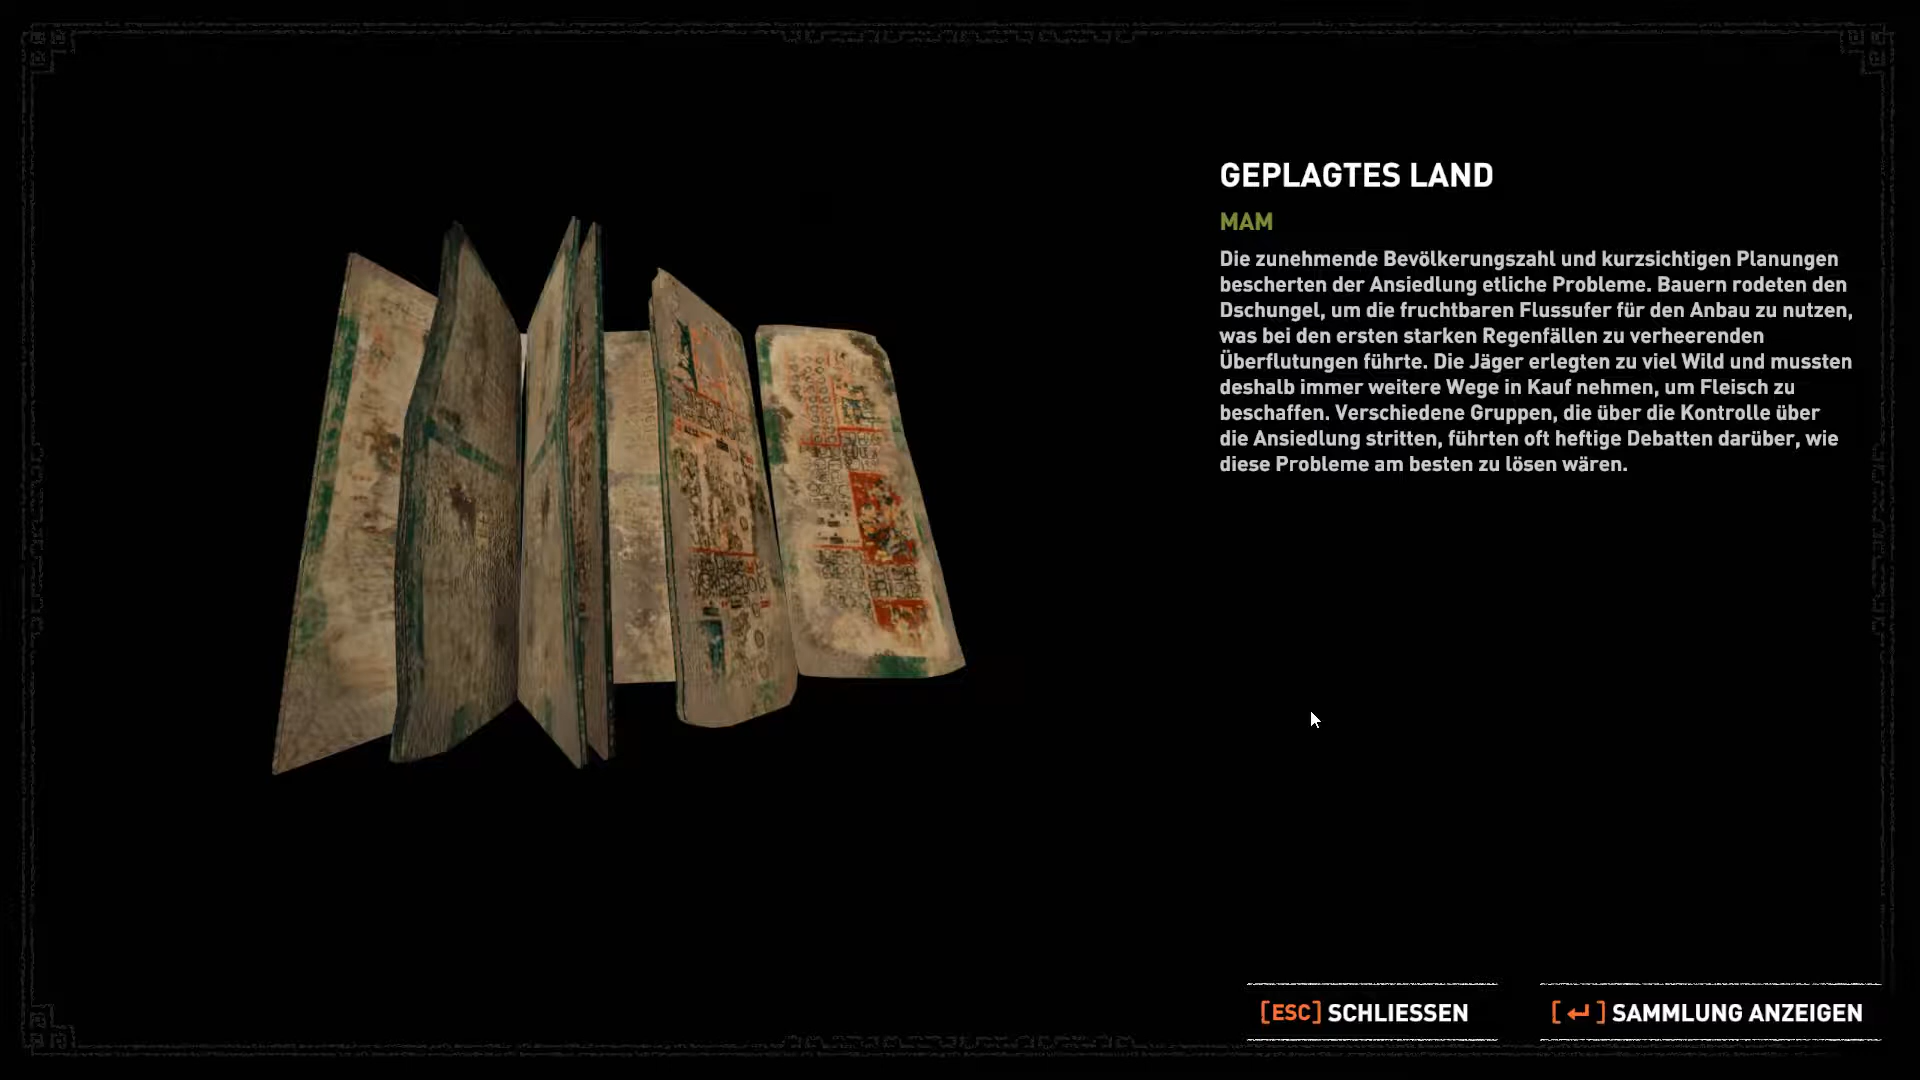 GEPLAGTES LAND
MAM
Die zunehmende Bevölkerungszahl und kurzsichtigen Planungen
bescherten der Ansiedlung etliche Probleme. Bauern rodeten den
Dschungel, um die fruchtbaren Flussufer für den Anbau zu nutzen,
was bei den ersten starken Regenfällen zu verheerenden
Überflutungen führte. Die Jäger erlegten zu viel Wild und mussten
deshalb immer weitere Wege in Kauf nehmen, um Fleisch zu
beschaffen. Verschiedene Gruppen, die über die Kontrolle über
die Ansiedlung stritten, führten oft heftige Debatten darüber, wie
diese Probleme am besten zu lösen wären.
[ESC] SCHLIESSEN
[↵] SAMMLUNG ANZEIGEN